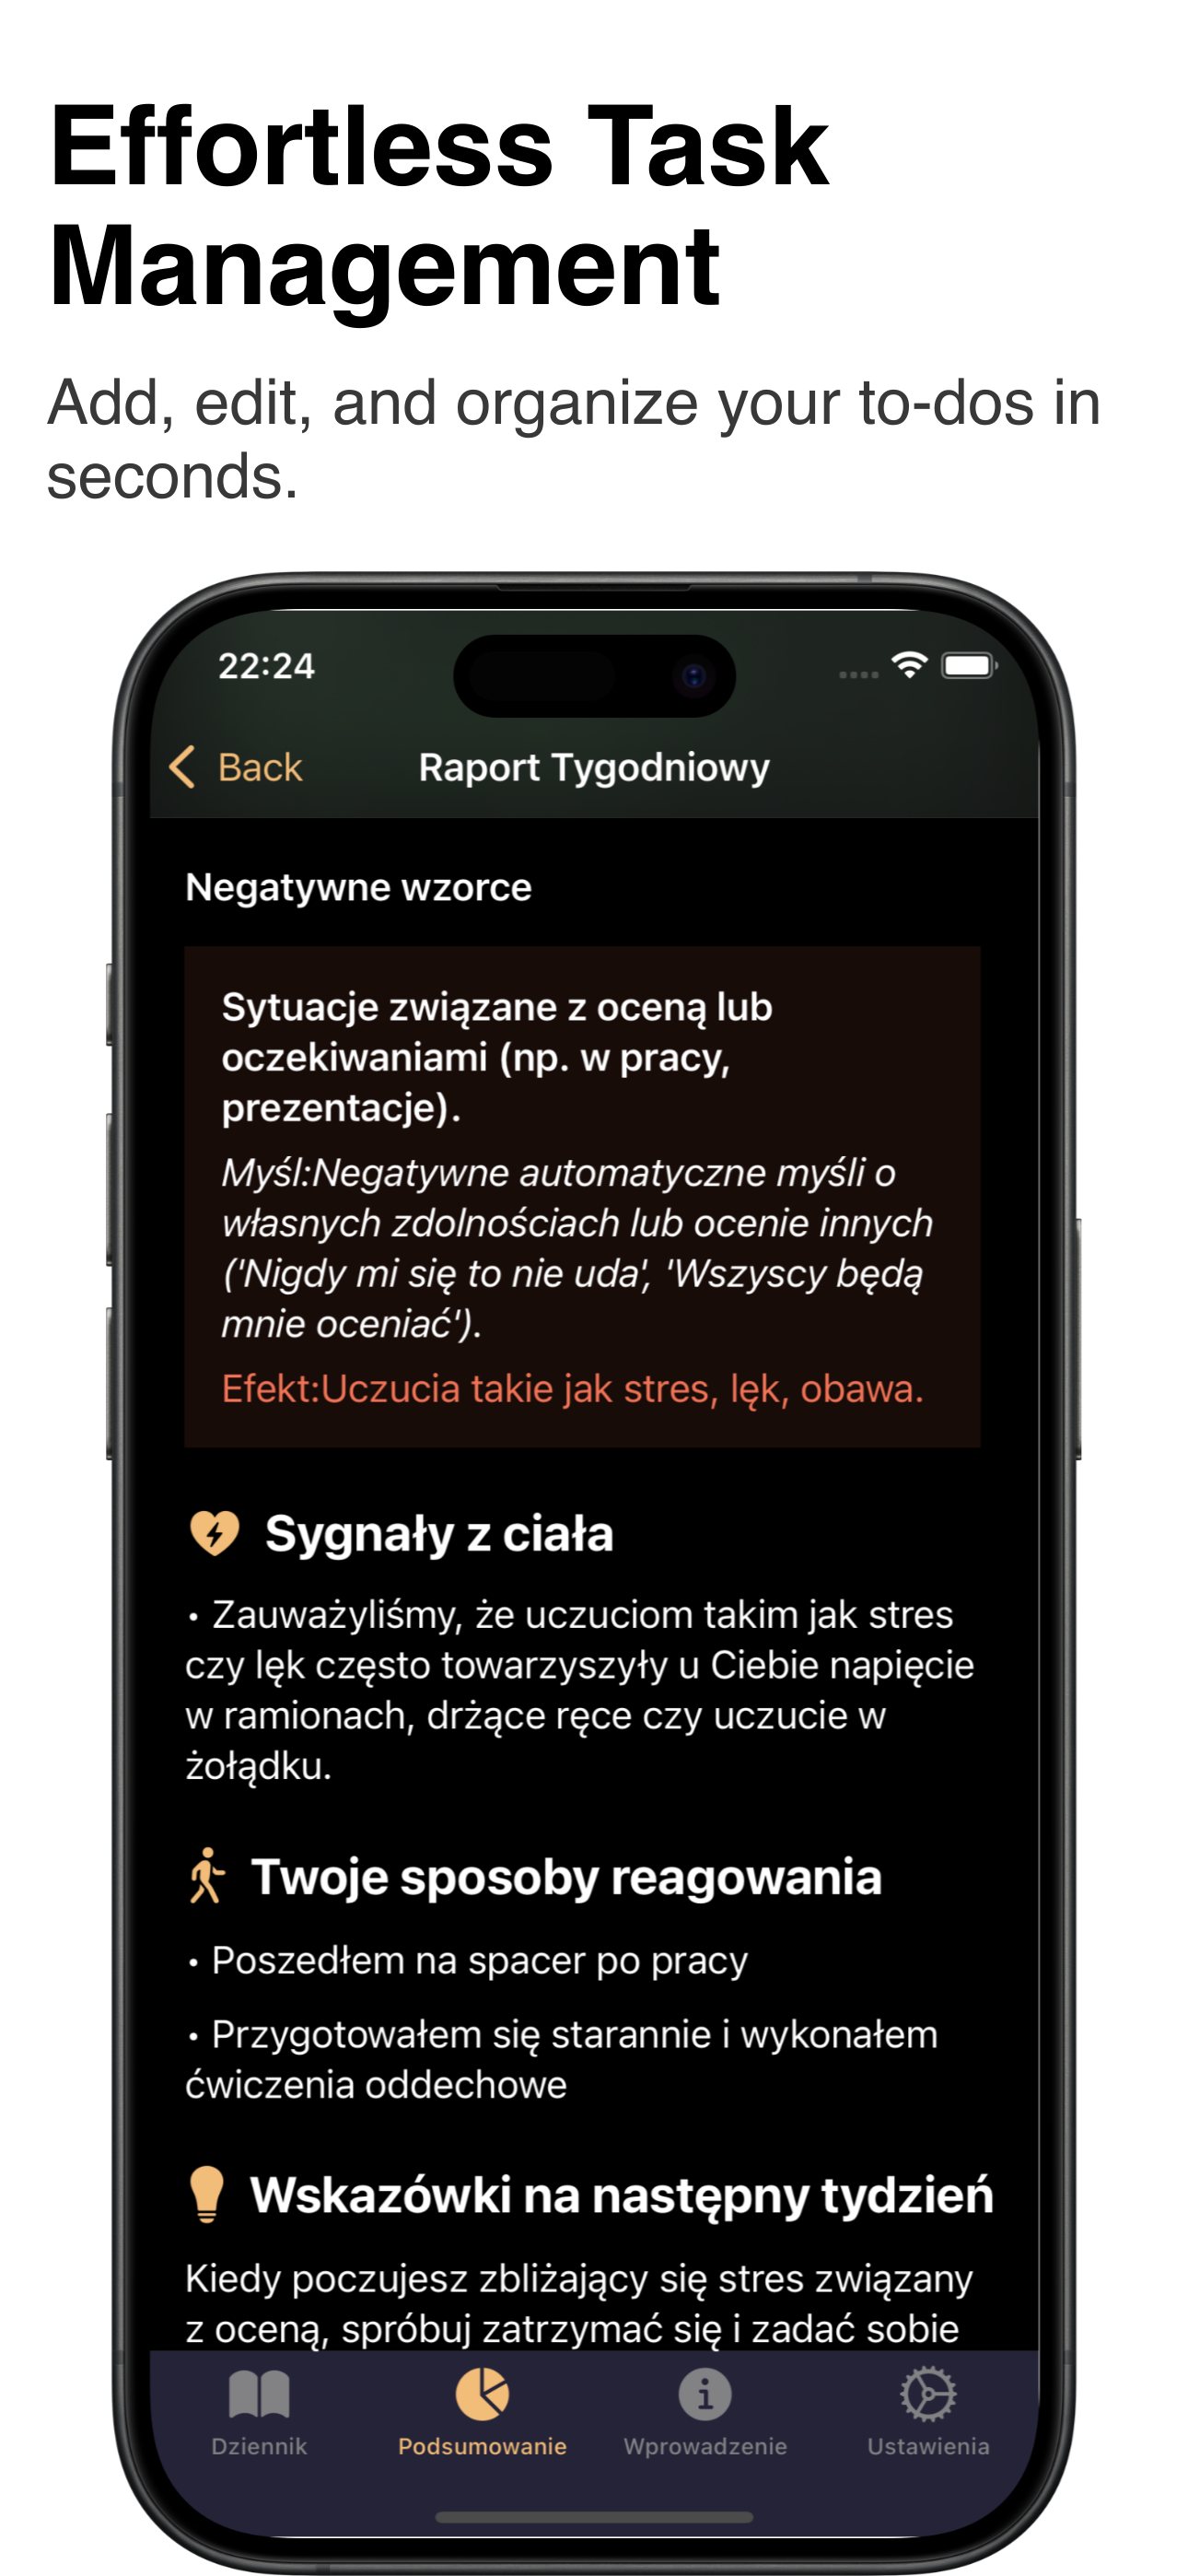 Effortless Task
Management
Add, edit, and organize your to-dos in
seconds.
22:24
Back
Raport Tygodniowy
Negatywne wzorce
Sytuacje związane z oceną lub
oczekiwaniami (np. w pracy,
prezentacje).
Myśl:Negatywne automatyczne myśli o
własnych zdolnościach lub ocenie innych
('Nigdy mi się to nie uda', 'Wszyscy będą
mnie oceniać').
Efekt:Uczucia takie jak stres, lęk, obawa.
Sygnały z ciała
• Zauważyliśmy, że uczuciom takim jak stres
czy lęk często towarzyszyły u Ciebie napięcie
w ramionach, drżące ręce czy uczucie w
żołądku.
Twoje sposoby reagowania
• Poszedłem na spacer po pracy
• Przygotowałem się starannie i wykonałem
ćwiczenia oddechowe
Wskazówki na następny tydzień
Kiedy poczujesz zbliżający się stres związany
z oceną, spróbuj zatrzymać się i zadać sobie
Dziennik
Podsumowanie
Wprowadzenie
Ustawienia